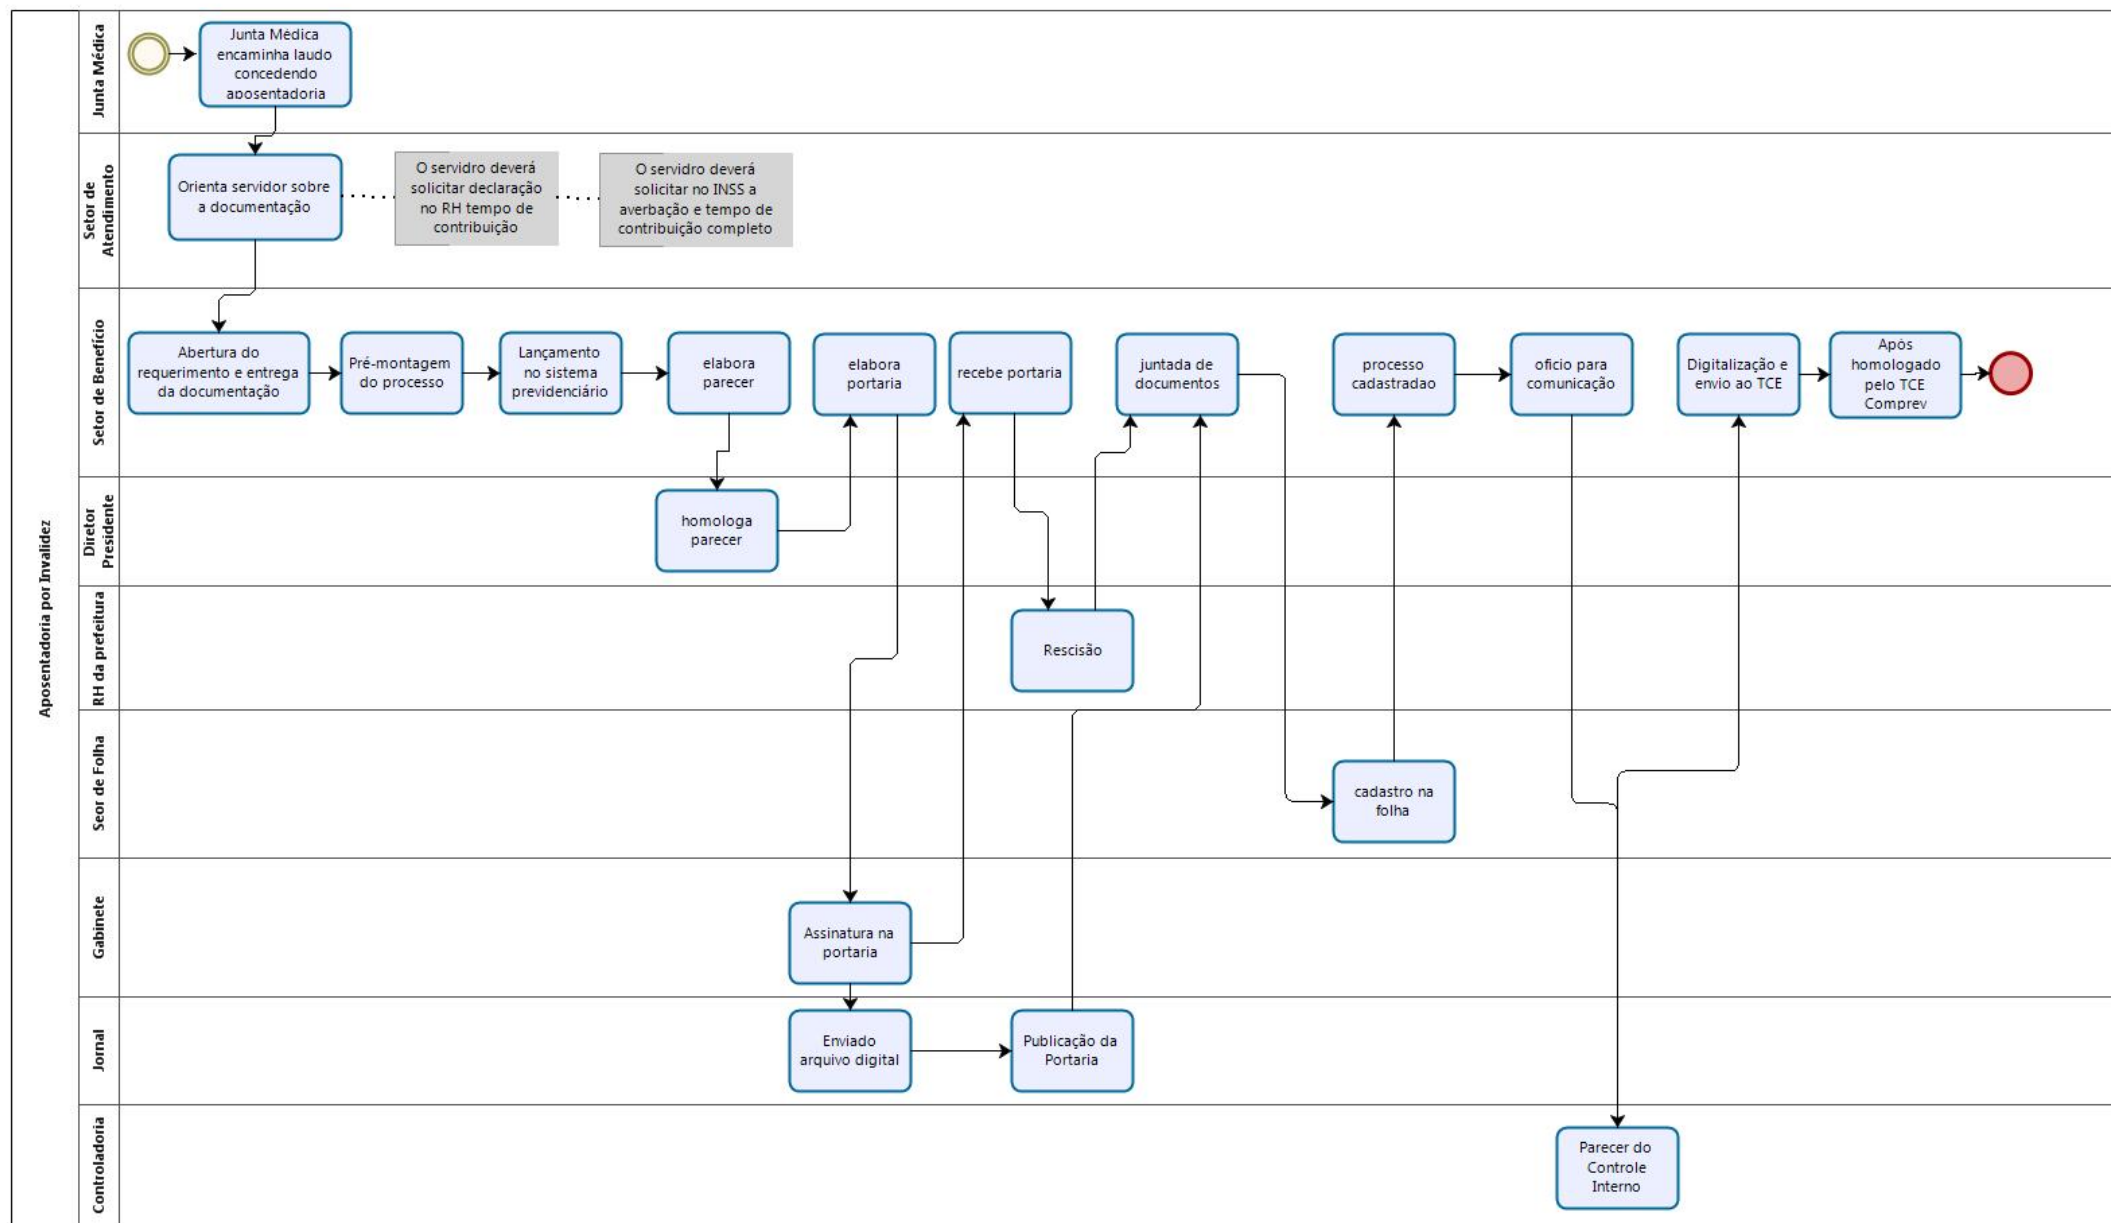 Aposentadoria por Invalidez
Junta Médica
Junta Médica
encaminha laudo
concedendo
aposentadoria
Setor de
Atendimento
Orienta servidor sobre
a documentação
O servidro deverá
solicitar declaração
no RH tempo de
contribuição
O servidro deverá
solicitar no INSS a
averbação e tempo de
contribuição completo
Setor de Benefício
Abertura do
requerimento e entrega
da documentação
Pré-montagem
do processo
Lançamento
no sistema
previdenciário
elabora
parecer
elabora
portaria
recebe portaria
juntada de
documentos
processo
cadastradao
oficio para
comunicação
Digitalização e
envio ao TCE
Após
homologado
pelo TCE
Comprev
Diretor
Presidente
homologa
parecer
RH da prefeitura
Rescisão
Seor de Folha
cadastro na
folha
Gabinete
Assinatura na
portaria
Jornal
Enviado
arquivo digital
Publicação da
Portaria
Controladoria
Parecer do
Controle
Interno